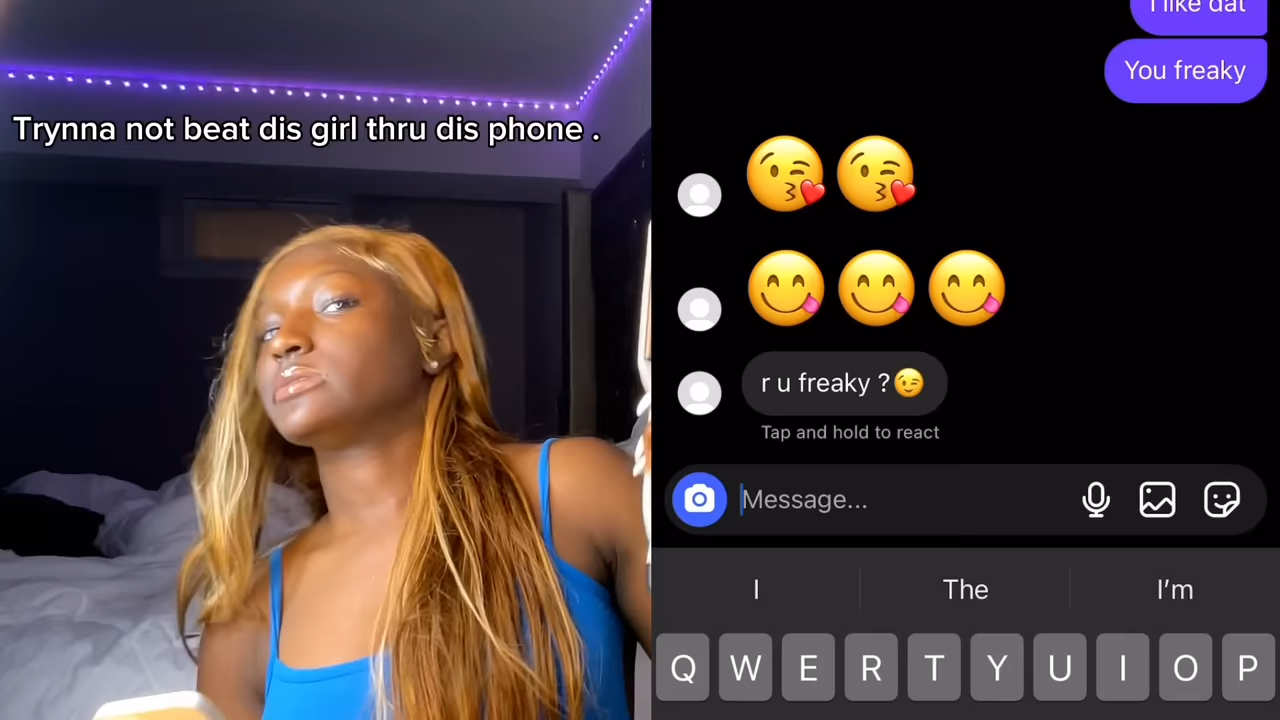 Trynna not beat dis girl thru dis phone .
I like dat
You freaky
😘😘
😋😋😋
r u freaky ?😉
Tap and hold to react
Message...
I The I’m
Q W E R T Y U I O P